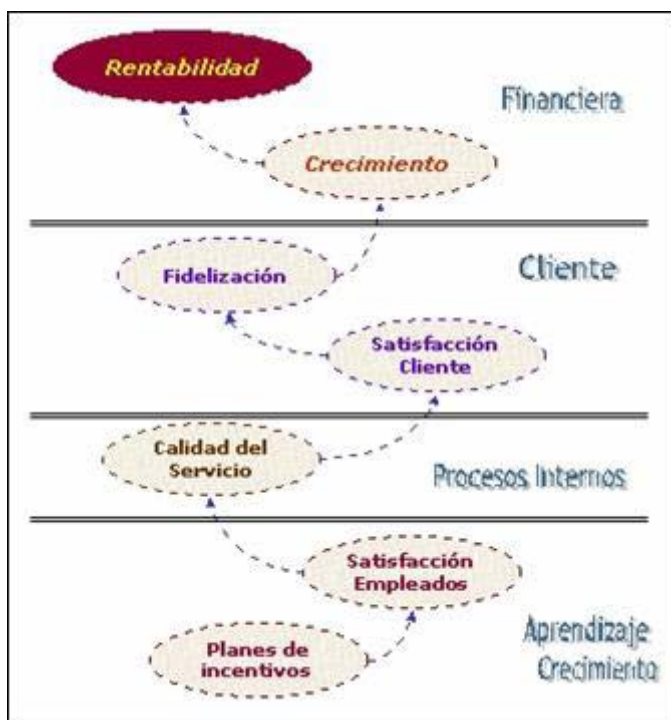 Rentabilidad
Financiera
Crecimiento
Cliente
Fidelización
Satisfacción
Cliente
Calidad del
Servicio
Procesos Internos
Satisfacción
Empleados
Planes de
incentivos
Aprendizaje
Crecimiento